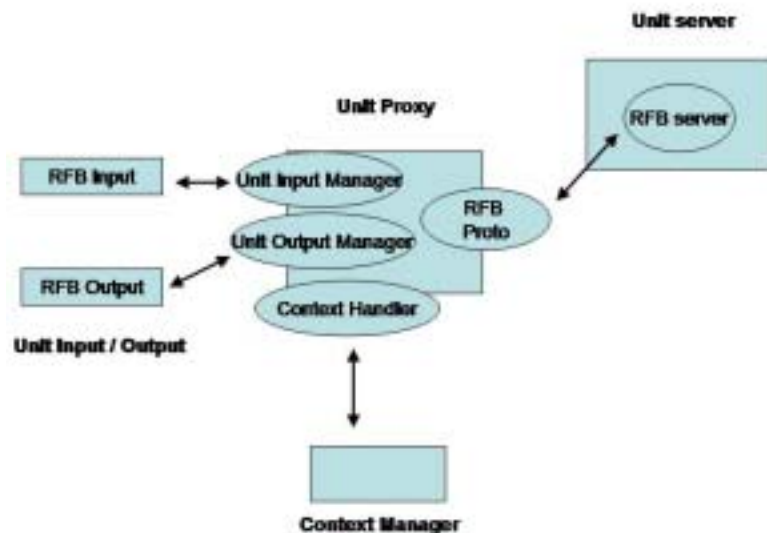 Unit server
RFB server
Unit Proxy
RFB Input
Unit Input Manager
RFB
Proto
Unit Output Manager
RFB Output
Context Handler
Unit Input / Output
Context Manager